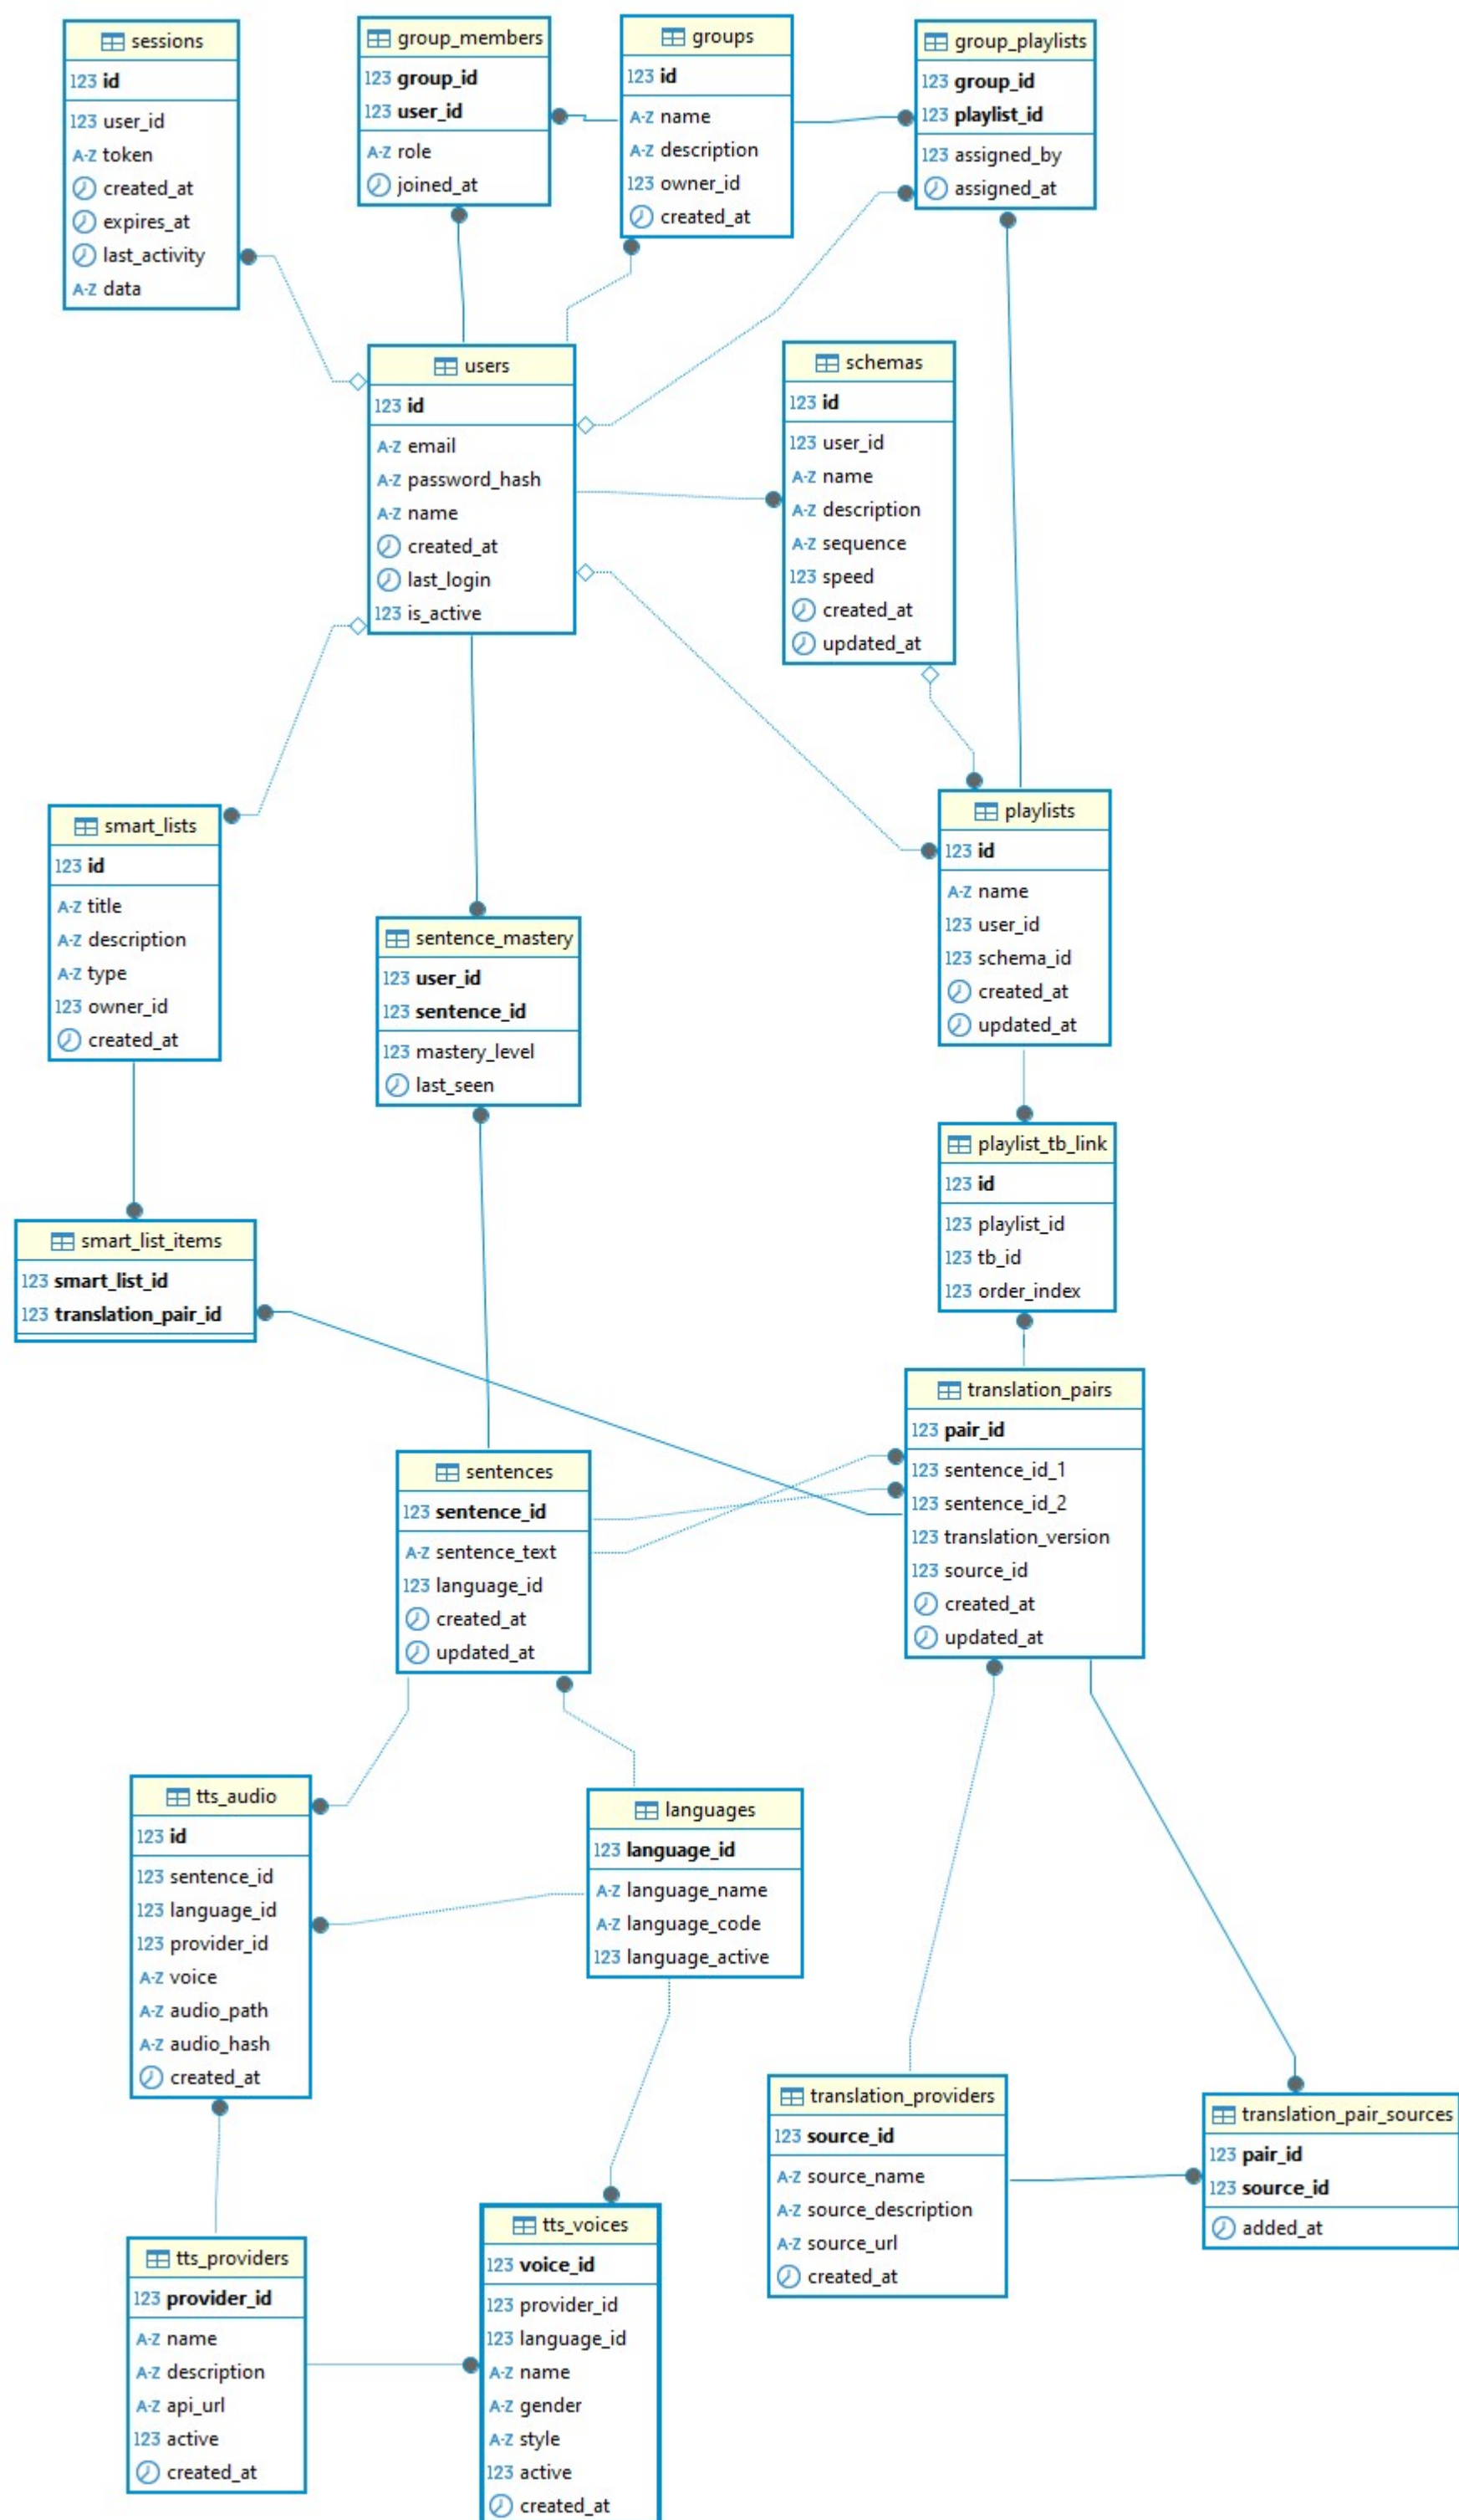 sessions
123 id
123 user_id
A-Z token
created_at
expires_at
last_activity
A-Z data
group_members
123 group_id
123 user_id
A-Z role
joined_at
groups
123 id
A-Z name
A-Z description
123 owner_id
created_at
group_playlists
123 group_id
123 playlist_id
123 assigned_by
assigned_at
users
123 id
A-Z email
A-Z password_hash
A-Z name
created_at
last_login
123 is_active
schemas
123 id
123 user_id
A-Z name
A-Z description
A-Z sequence
123 speed
created_at
updated_at
smart_lists
123 id
A-Z title
A-Z description
A-Z type
123 owner_id
created_at
sentence_mastery
123 user_id
123 sentence_id
123 mastery_level
last_seen
playlists
123 id
A-Z name
123 user_id
123 schema_id
created_at
updated_at
playlist_tb_link
123 id
123 playlist_id
123 tb_id
123 order_index
smart_list_items
123 smart_list_id
123 translation_pair_id
translation_pairs
123 pair_id
123 sentence_id_1
123 sentence_id_2
123 translation_version
123 source_id
created_at
updated_at
sentences
123 sentence_id
A-Z sentence_text
123 language_id
created_at
updated_at
tts_audio
123 id
123 sentence_id
123 language_id
123 provider_id
A-Z voice
A-Z audio_path
A-Z audio_hash
created_at
languages
123 language_id
A-Z language_name
A-Z language_code
123 language_active
translation_providers
123 source_id
A-Z source_name
A-Z source_description
A-Z source_url
created_at
translation_pair_sources
123 pair_id
123 source_id
added_at
tts_providers
123 provider_id
A-Z name
A-Z description
A-Z api_url
123 active
created_at
tts_voices
123 voice_id
123 provider_id
123 language_id
A-Z name
A-Z gender
A-Z style
123 active
created_at